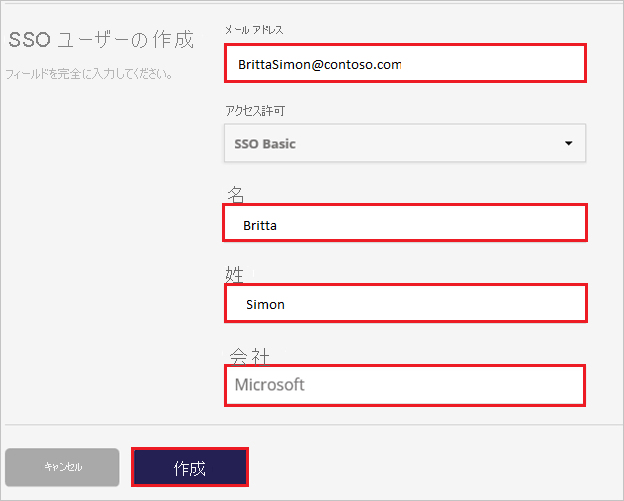 SSO ユーザーの作成
フィールドを完全に入力してください。
メール アドレス
BrittaSimon@contoso.com
アクセス許可
SSO Basic
名
Britta
姓
Simon
会社
Microsoft
キャンセル
作成